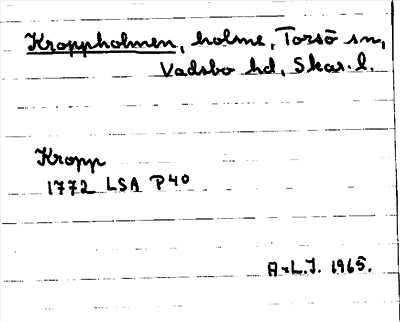 Kroppholmen, holme, Torsö sn,
Vadsbo hd, Skar. l.
Kropp
1772 LSA P40
A-L.J. 1965.